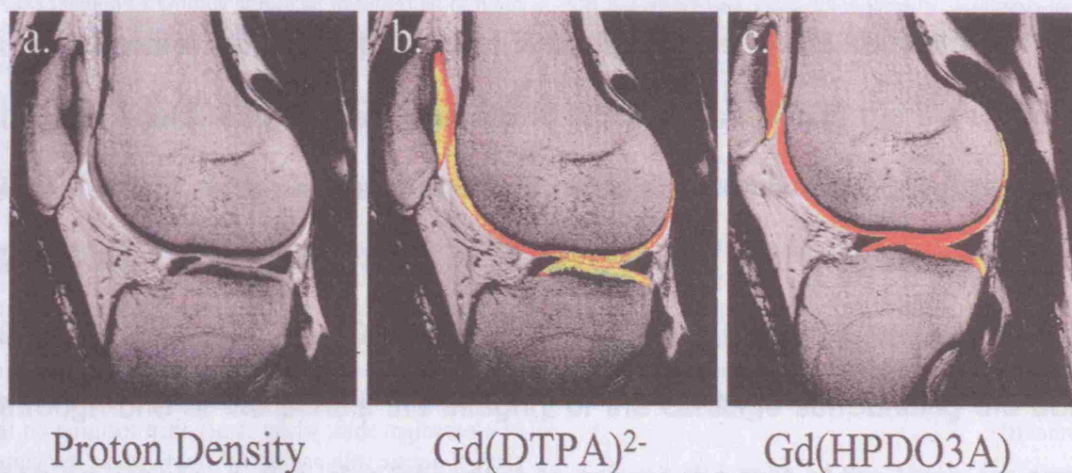 a. b. c.
Proton Density Gd(DTPA)²⁻ Gd(HPDO3A)